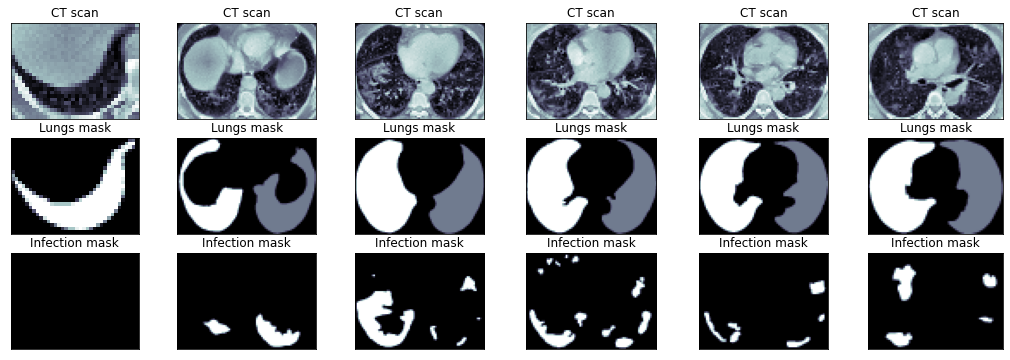 CT scan CT scan CT scan CT scan CT scan CT scan
Lungs mask Lungs mask Lungs mask Lungs mask Lungs mask Lungs mask
Infection mask Infection mask Infection mask Infection mask Infection mask Infection mask